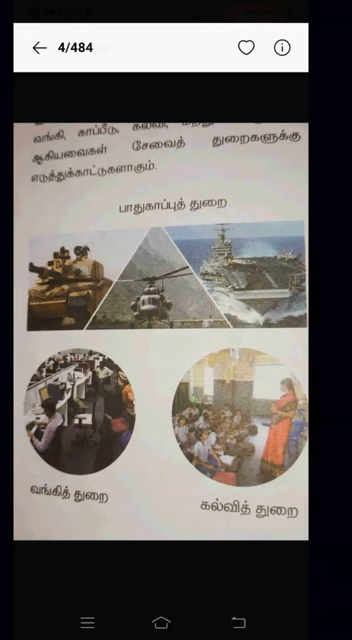 4/484
வங்கி, காப்பீடு, கல்வி,
ஆகியவைகள் சேவைத் துறைகளுக்கு
எடுத்துக்காட்டுகளாகும்.
பாதுகாப்புத் துறை
வங்கித் துறை
கல்வித் துறை